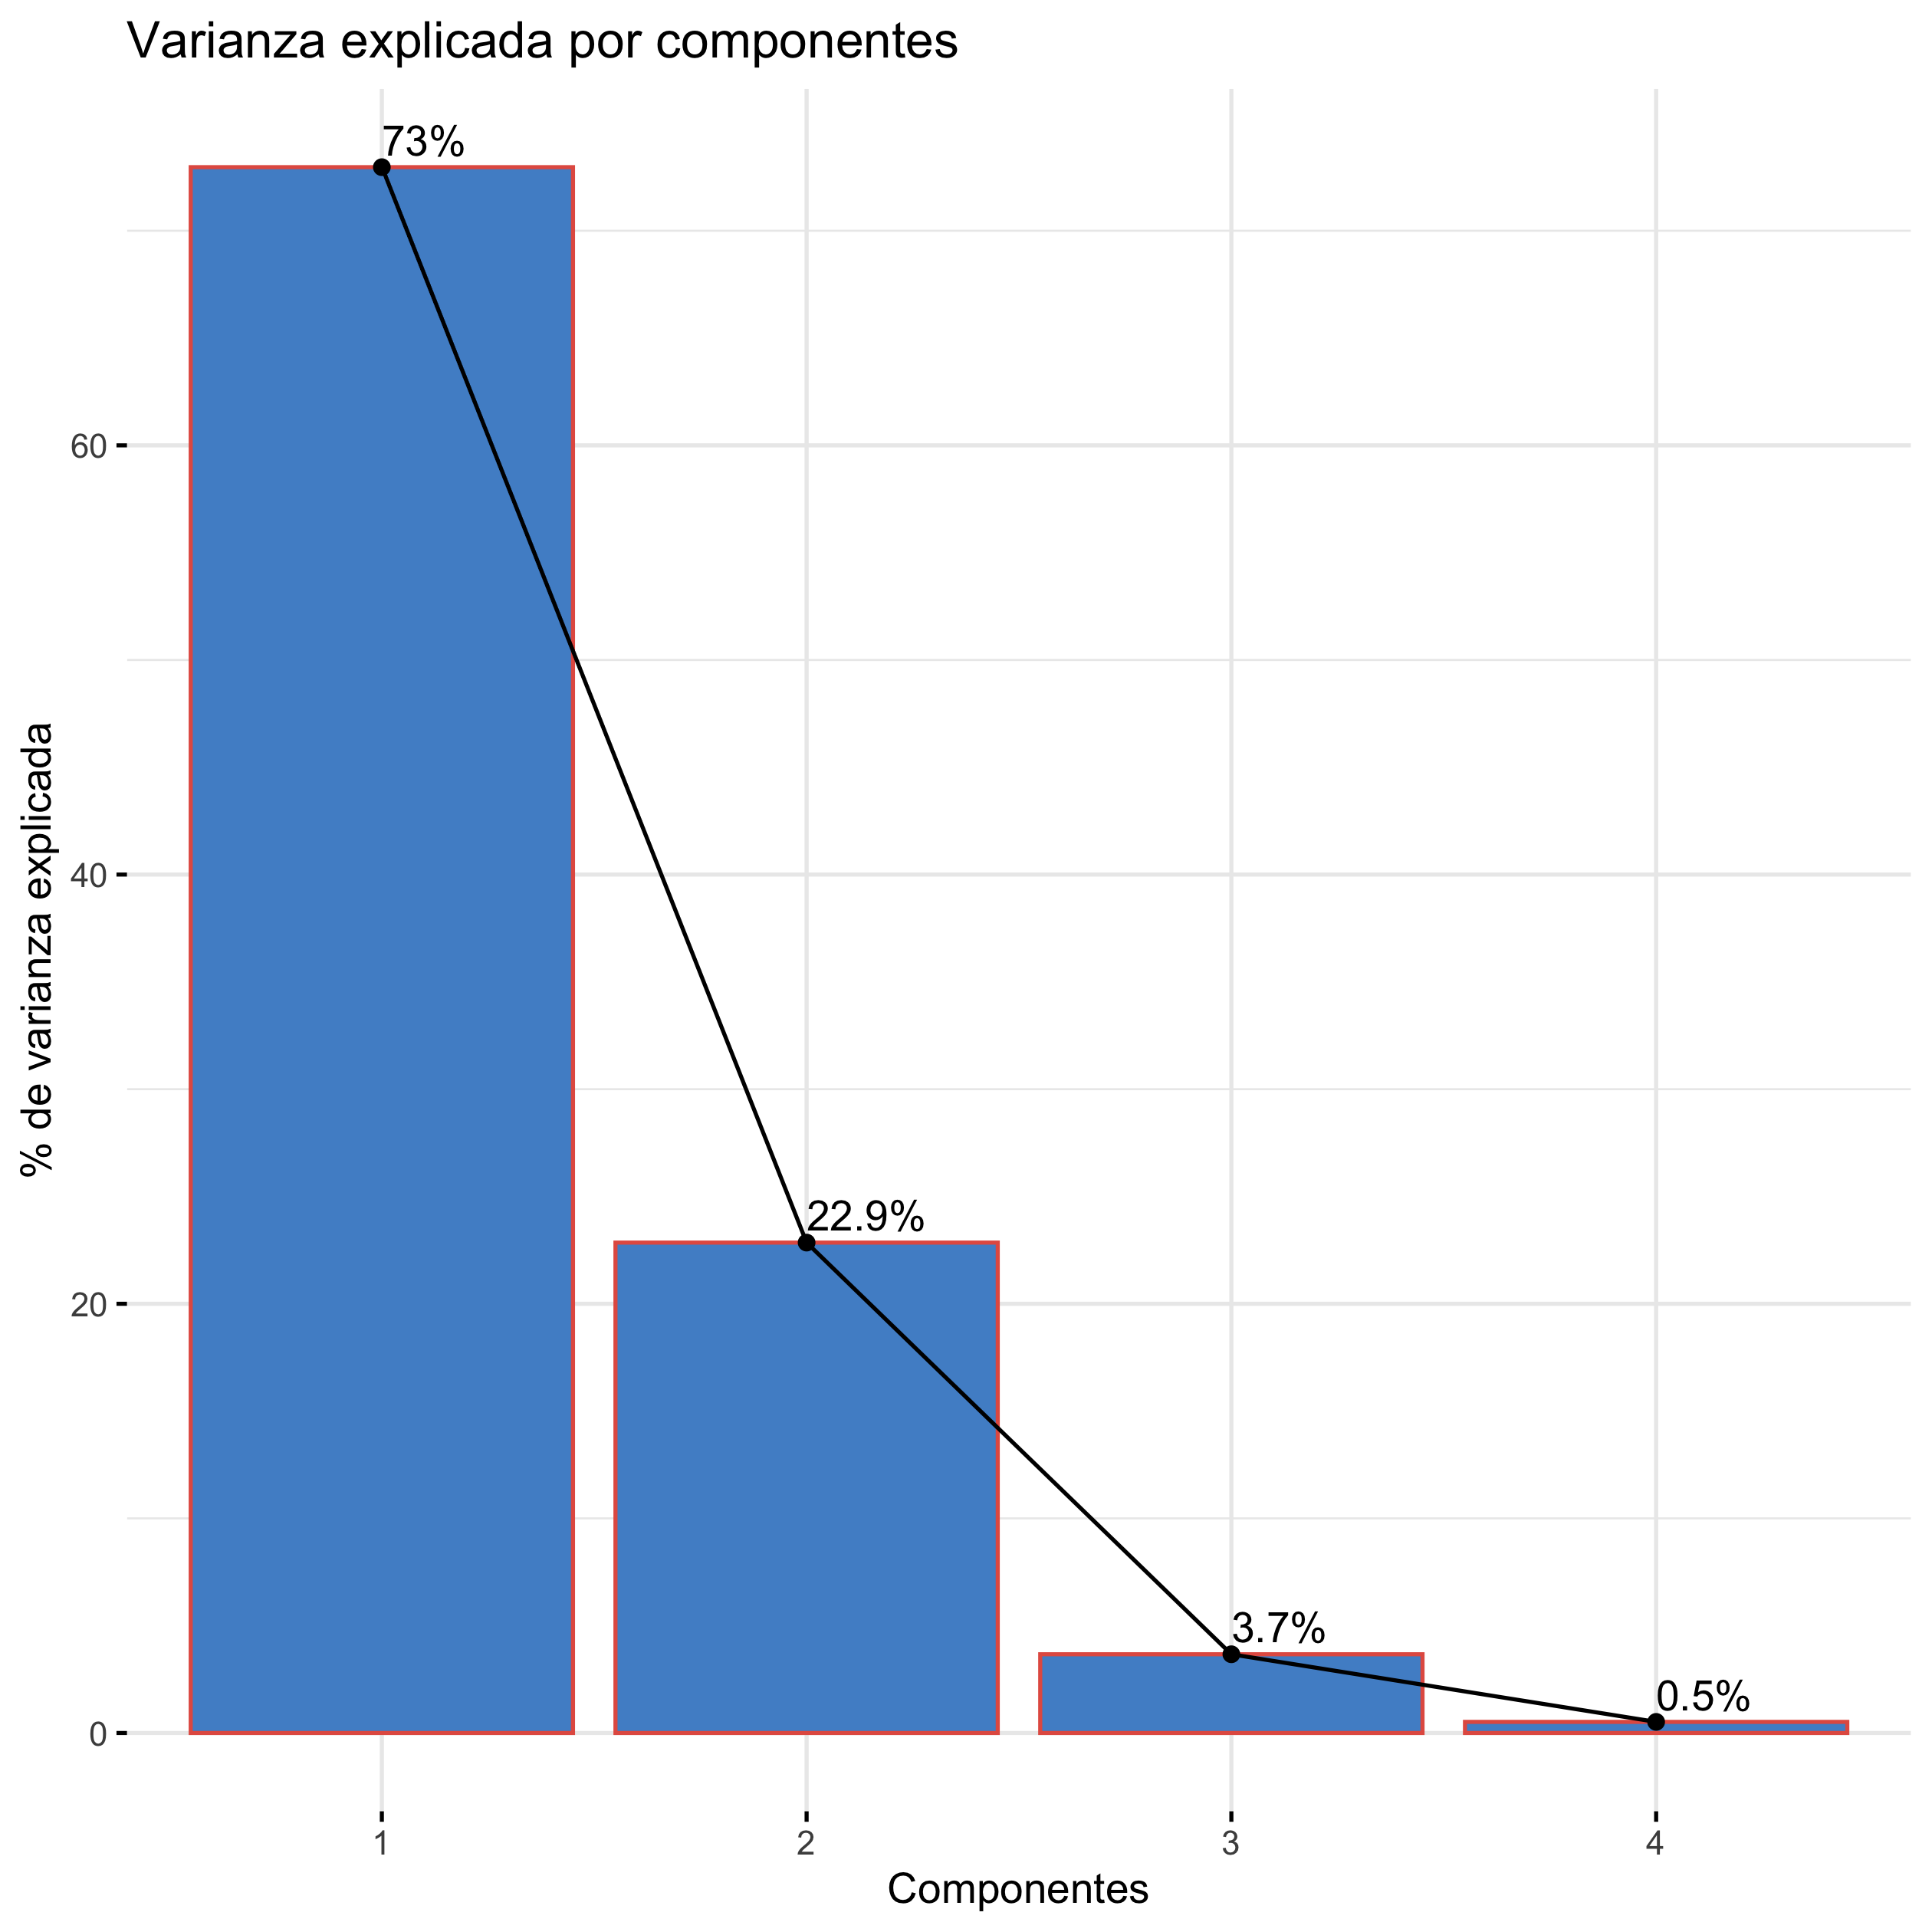 Varianza explicada por componentes
73%
60
40
% de varianza explicada
22.9%
20
3.7%
0.5%
0
1 2 3 4
Componentes